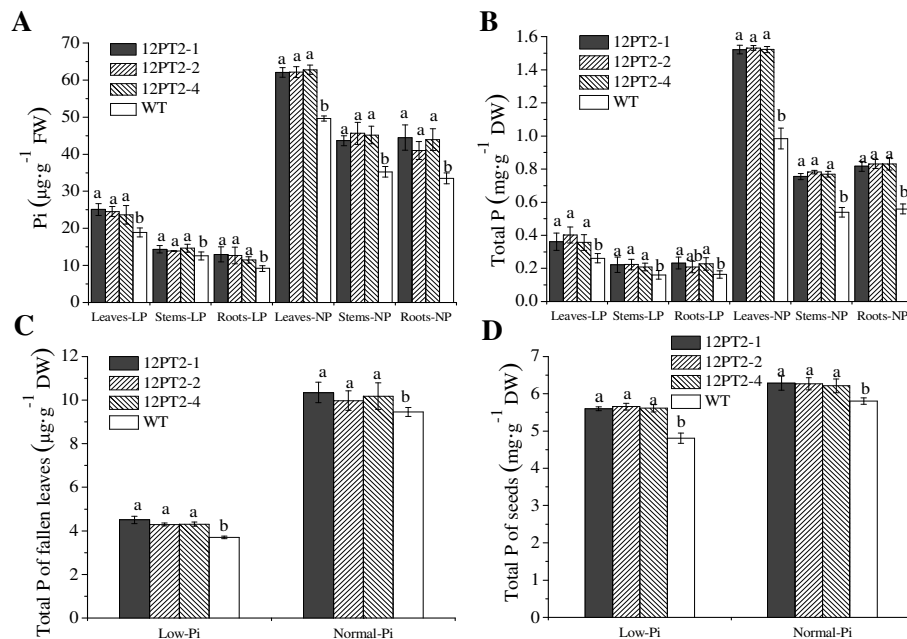 A
Pi (μg·g⁻¹ FW)
70
60
50
40
30
20
10
0
12PT2-1
12PT2-2
12PT2-4
WT
a a a b
a a a b
a a a b
a a a b
a a a b
a a a b
Leaves-LP Stems-LP Roots-LP Leaves-NP Stems-NP Roots-NP
B
Total P (mg·g⁻¹ DW)
1.6
1.4
1.2
1.0
0.8
0.6
0.4
0.2
0.0
12PT2-1
12PT2-2
12PT2-4
WT
a a a b
a a a b
a ab a b
a a a b
a a a b
a a a b
Leaves-LP Stems-LP Roots-LP Leaves-NP Stems-NP Roots-NP
C
Total P of fallen leaves (μg·g⁻¹ DW)
12
10
8
6
4
2
0
12PT2-1
12PT2-2
12PT2-4
WT
a a a b
a a a b
Low-Pi Normal-Pi
D
Total P of seeds (mg·g⁻¹ DW)
7
6
5
4
3
2
1
0
12PT2-1
12PT2-2
12PT2-4
WT
a a a b
a a a b
Low-Pi Normal-Pi